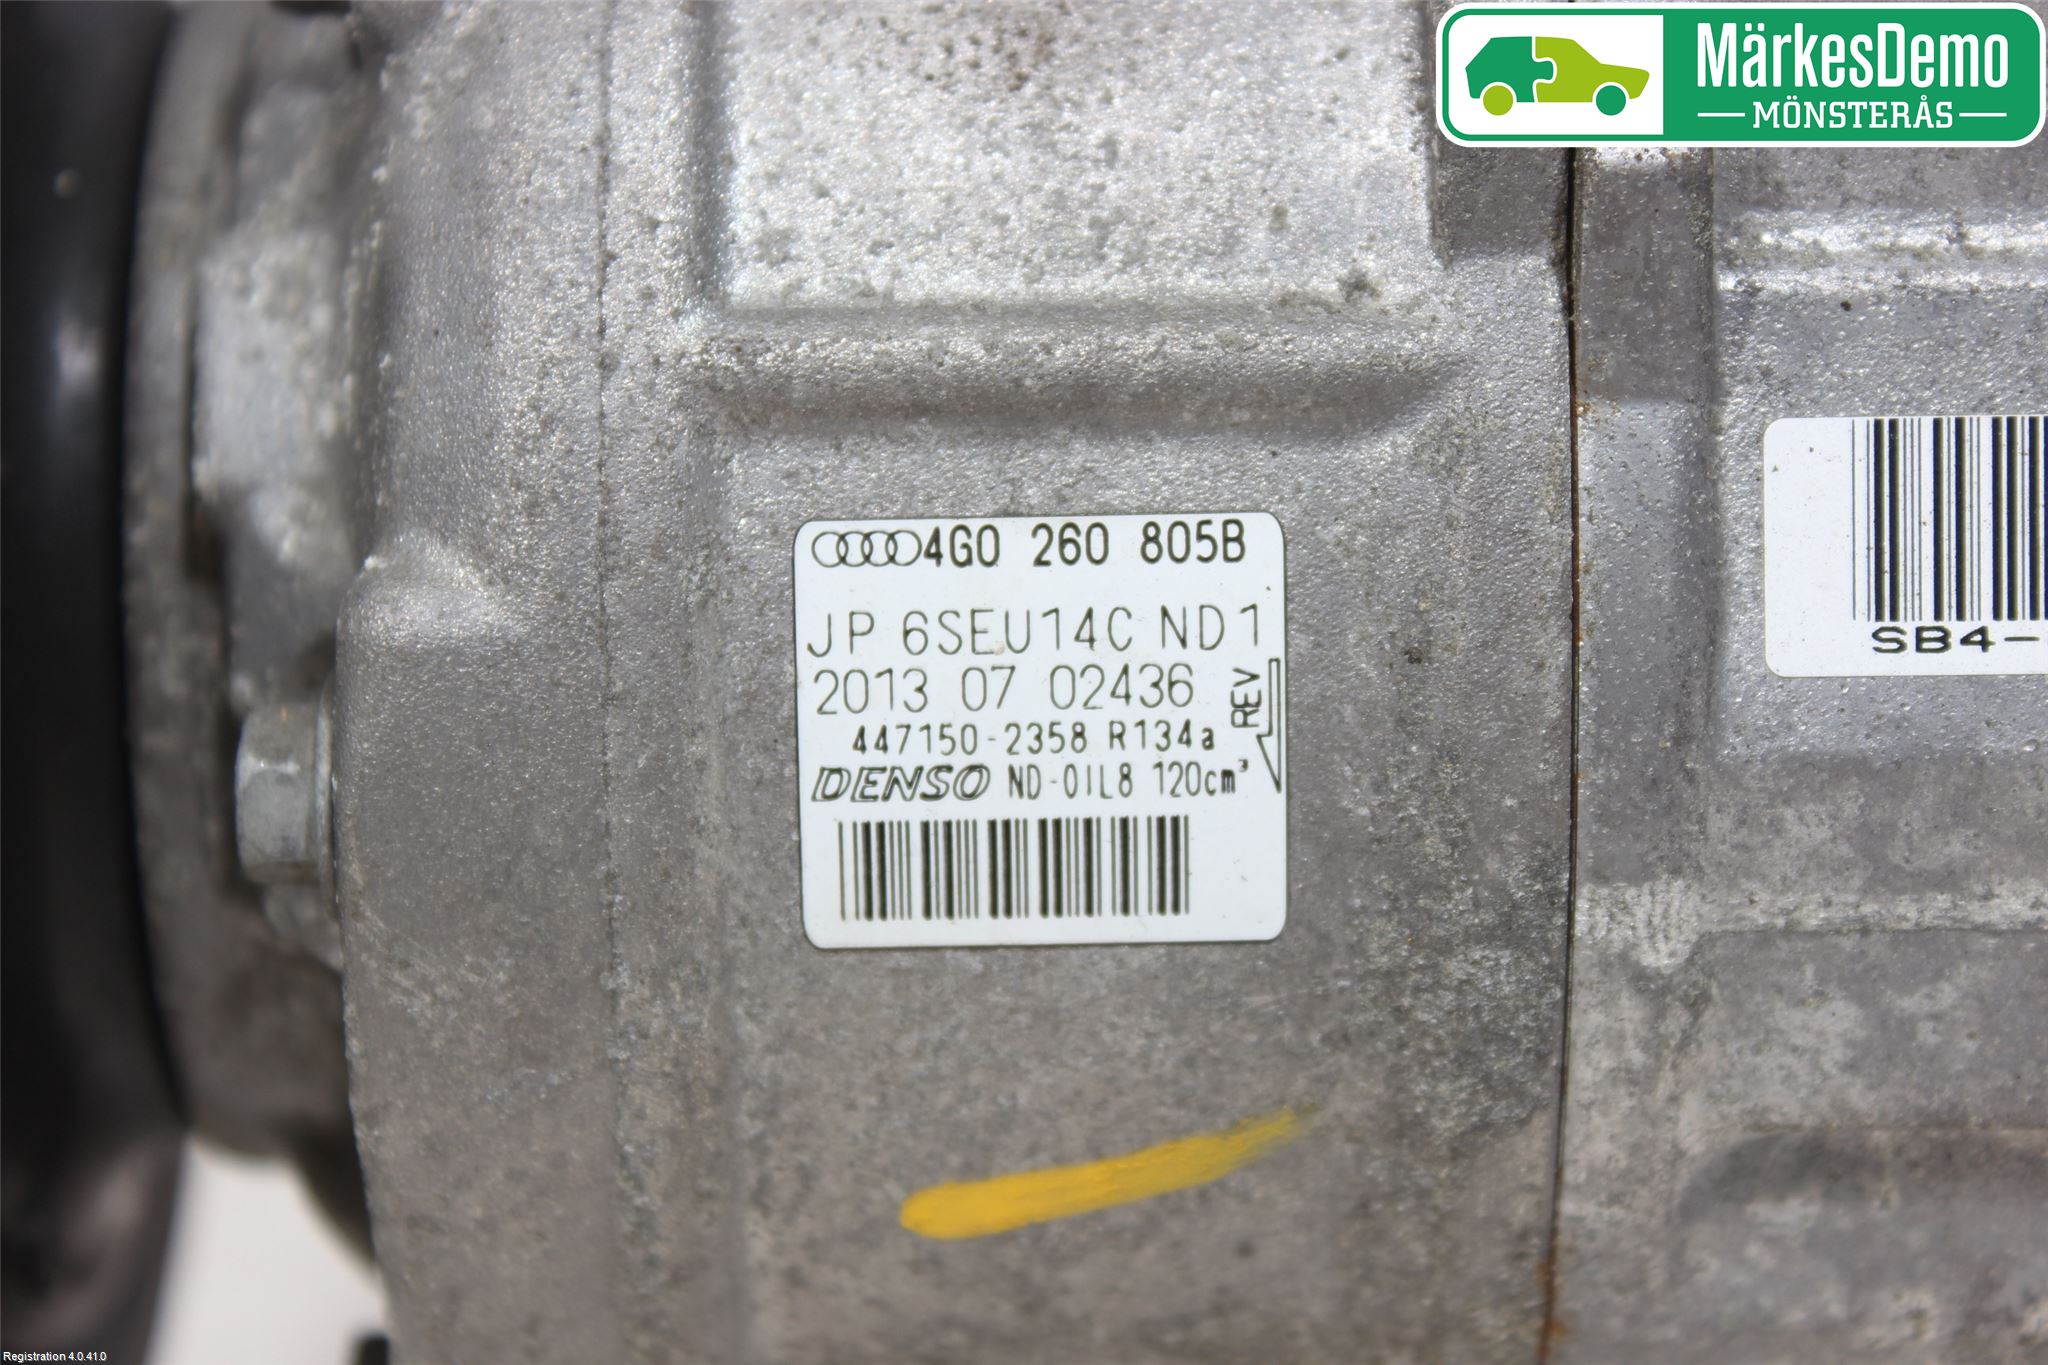 MärkesDemo
MÖNSTERÅS
4G0 260 805B
JP 6SEU14C ND1
2013 07 02436
REV
447150-2358 R134a
DENSO ND-OIL8 120cm³
SB4-
Registration 4.0.41.0